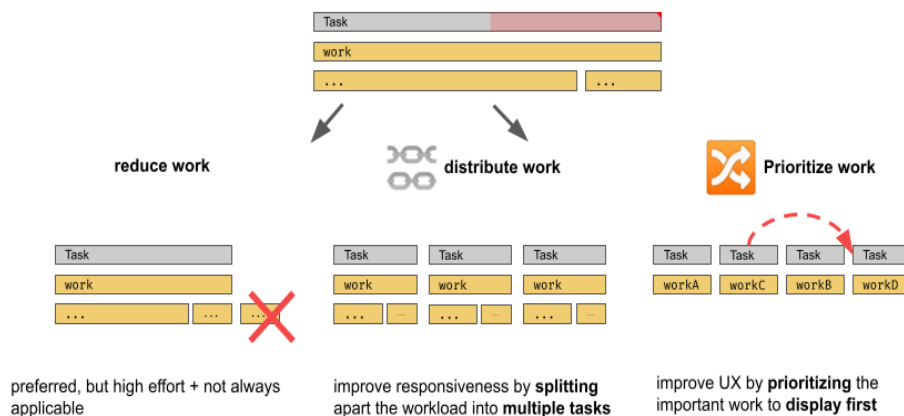 Task
work
...
...
reduce work
distribute work
Prioritize work
Task
work
...
...
...
Task
Task
Task
work
work
work
...
...
...
...
...
...
Task
Task
Task
Task
workA
workC
workB
workD
preferred, but high effort + not always
applicable
improve responsiveness by splitting
apart the workload into multiple tasks
improve UX by prioritizing the
important work to display first